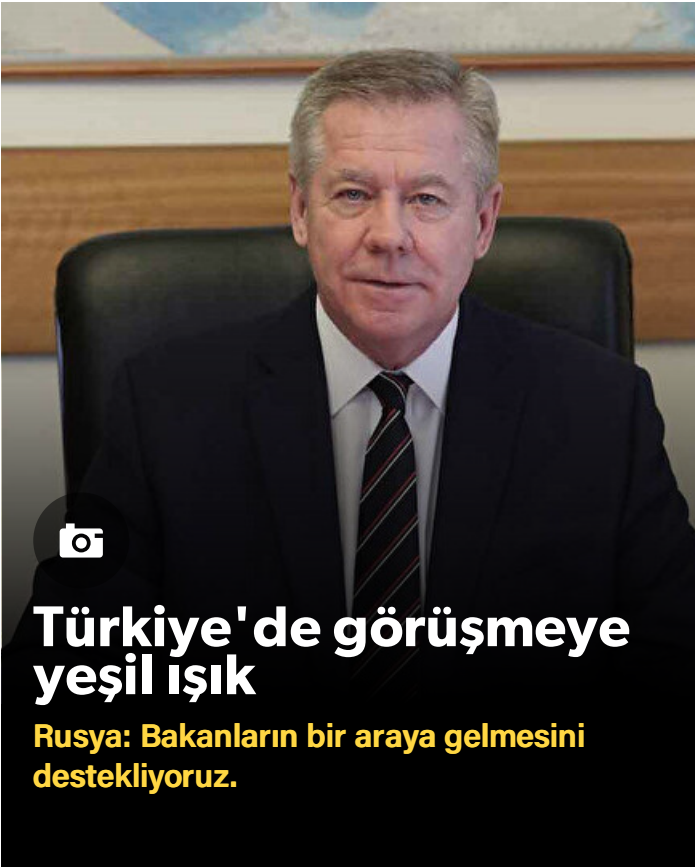 Türkiye'de görüşmeye
yeşil ışık
Rusya: Bakanların bir araya gelmesini
destekliyoruz.